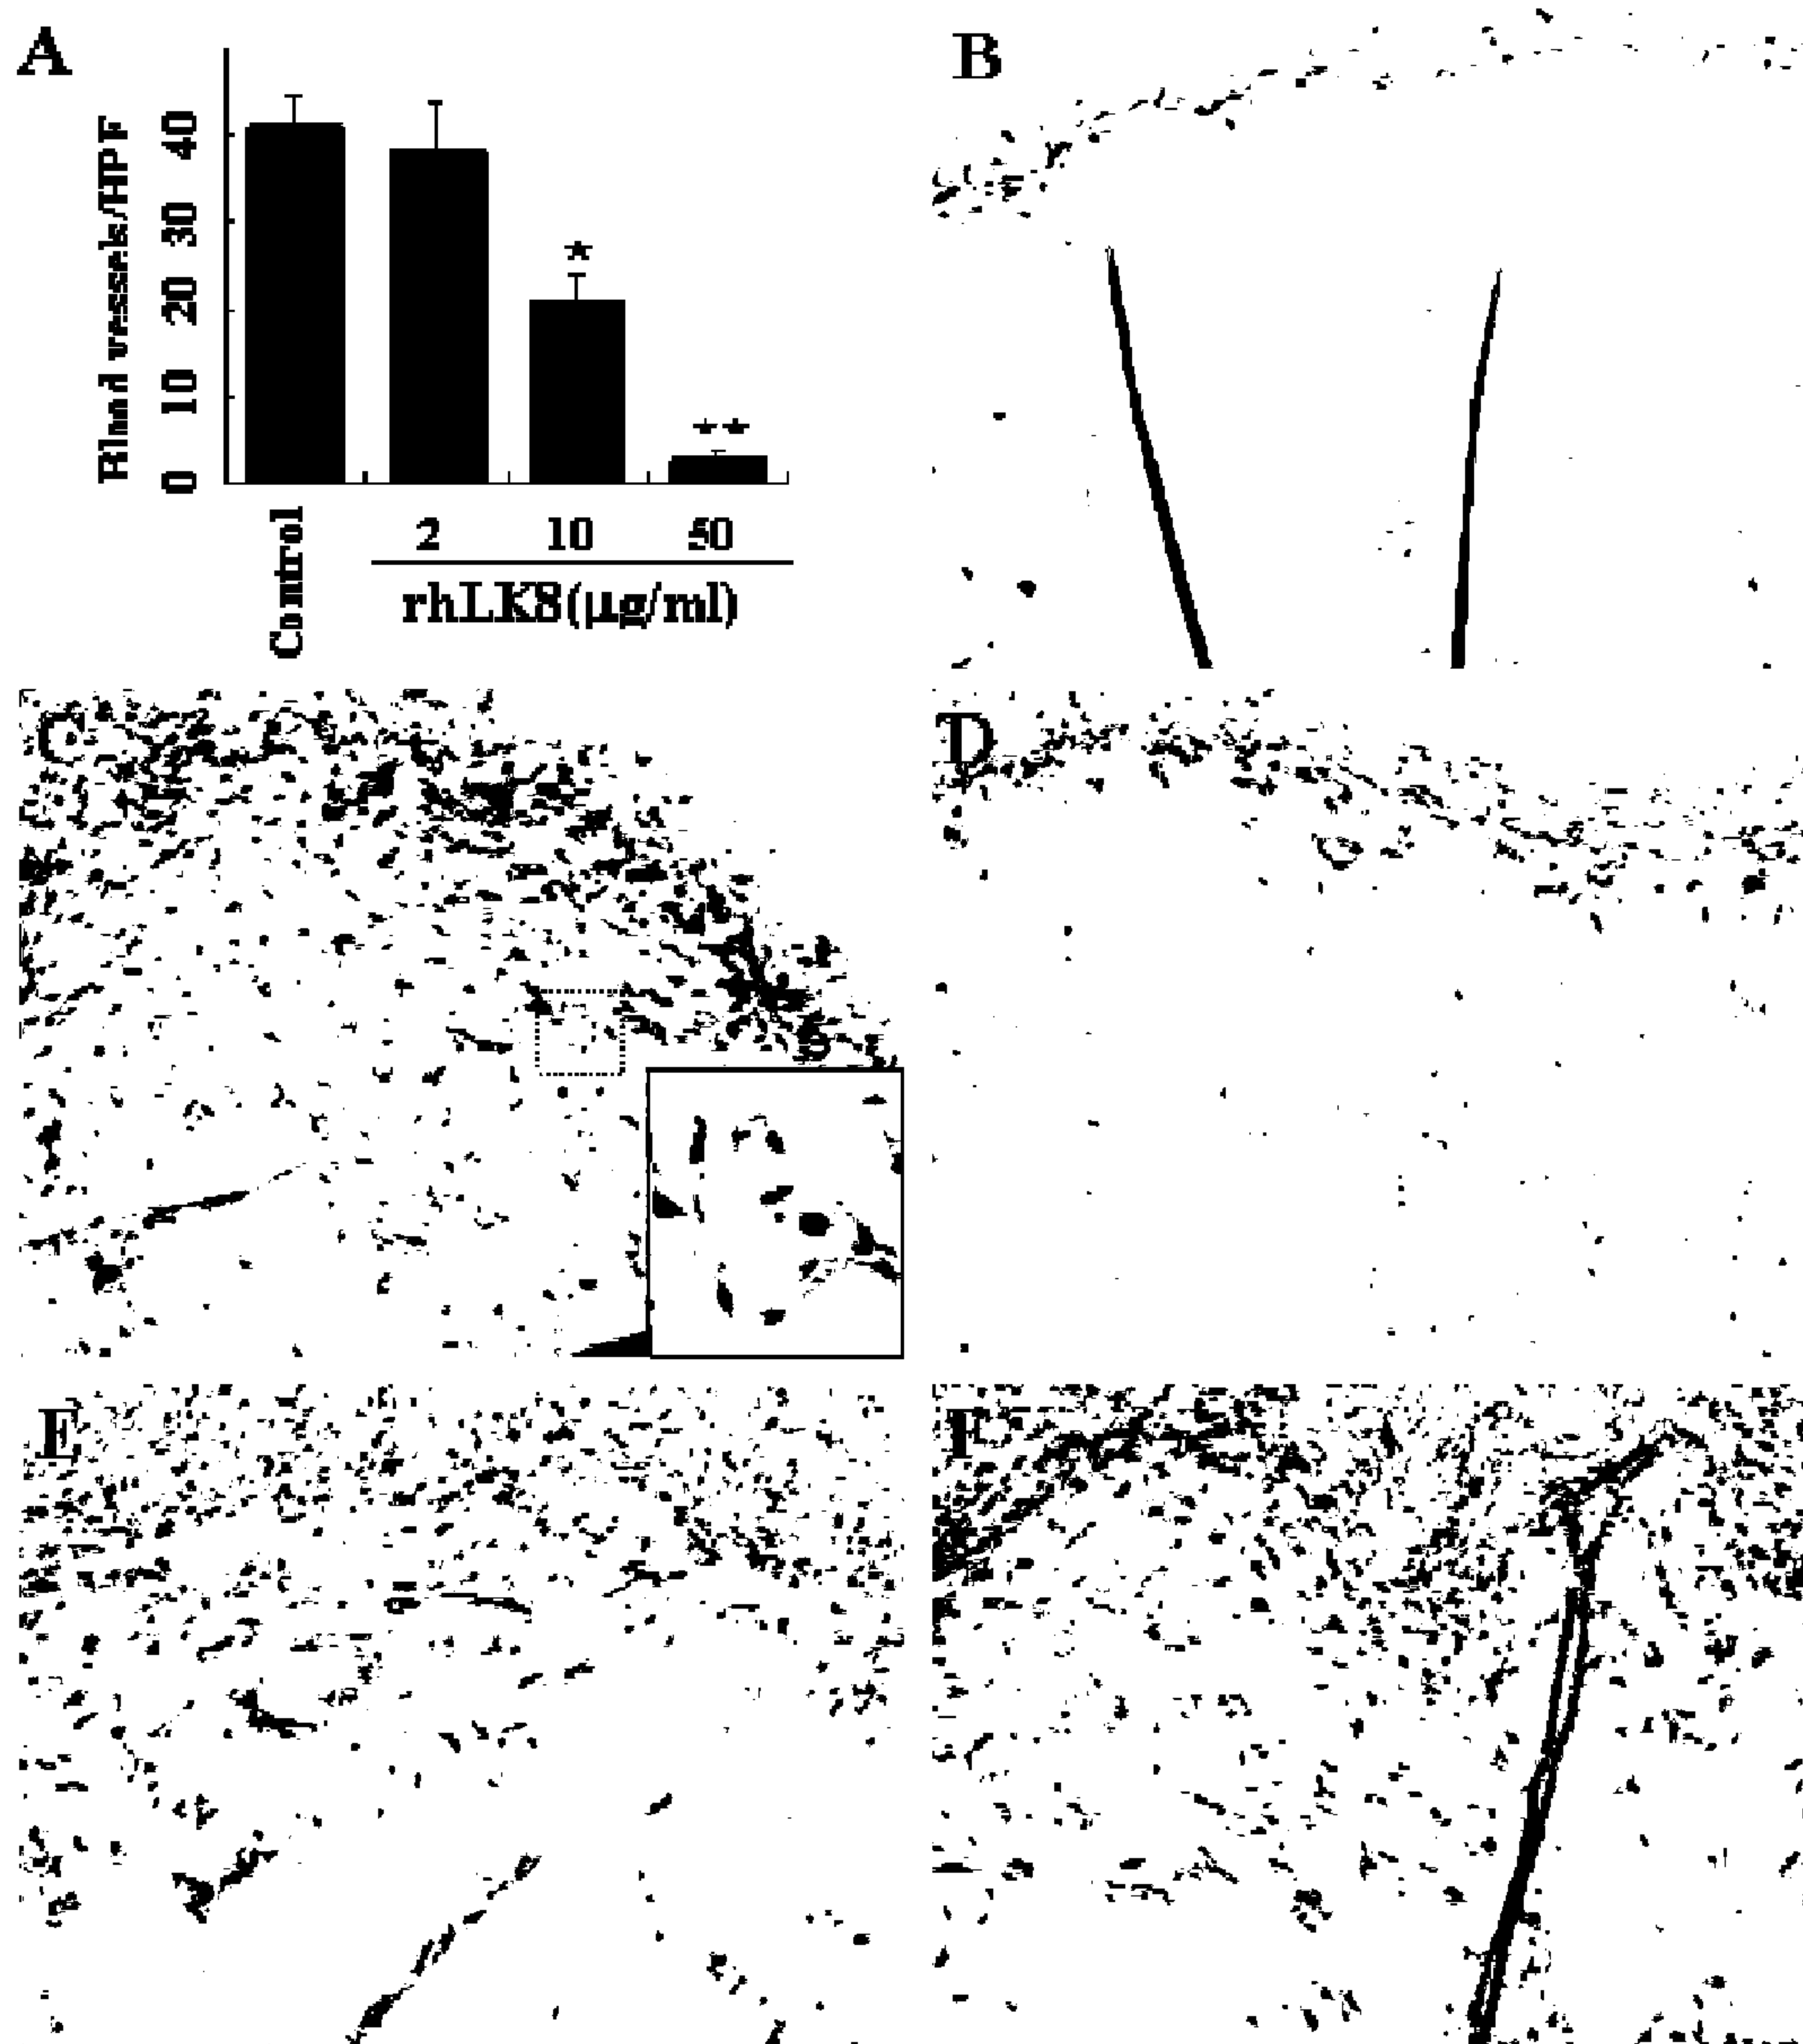 A
Blood vessels/HPF
40
30
20
10
0
*
**
Control
2 10 50
rhLK8(μg/ml)
B
C
D
E
F